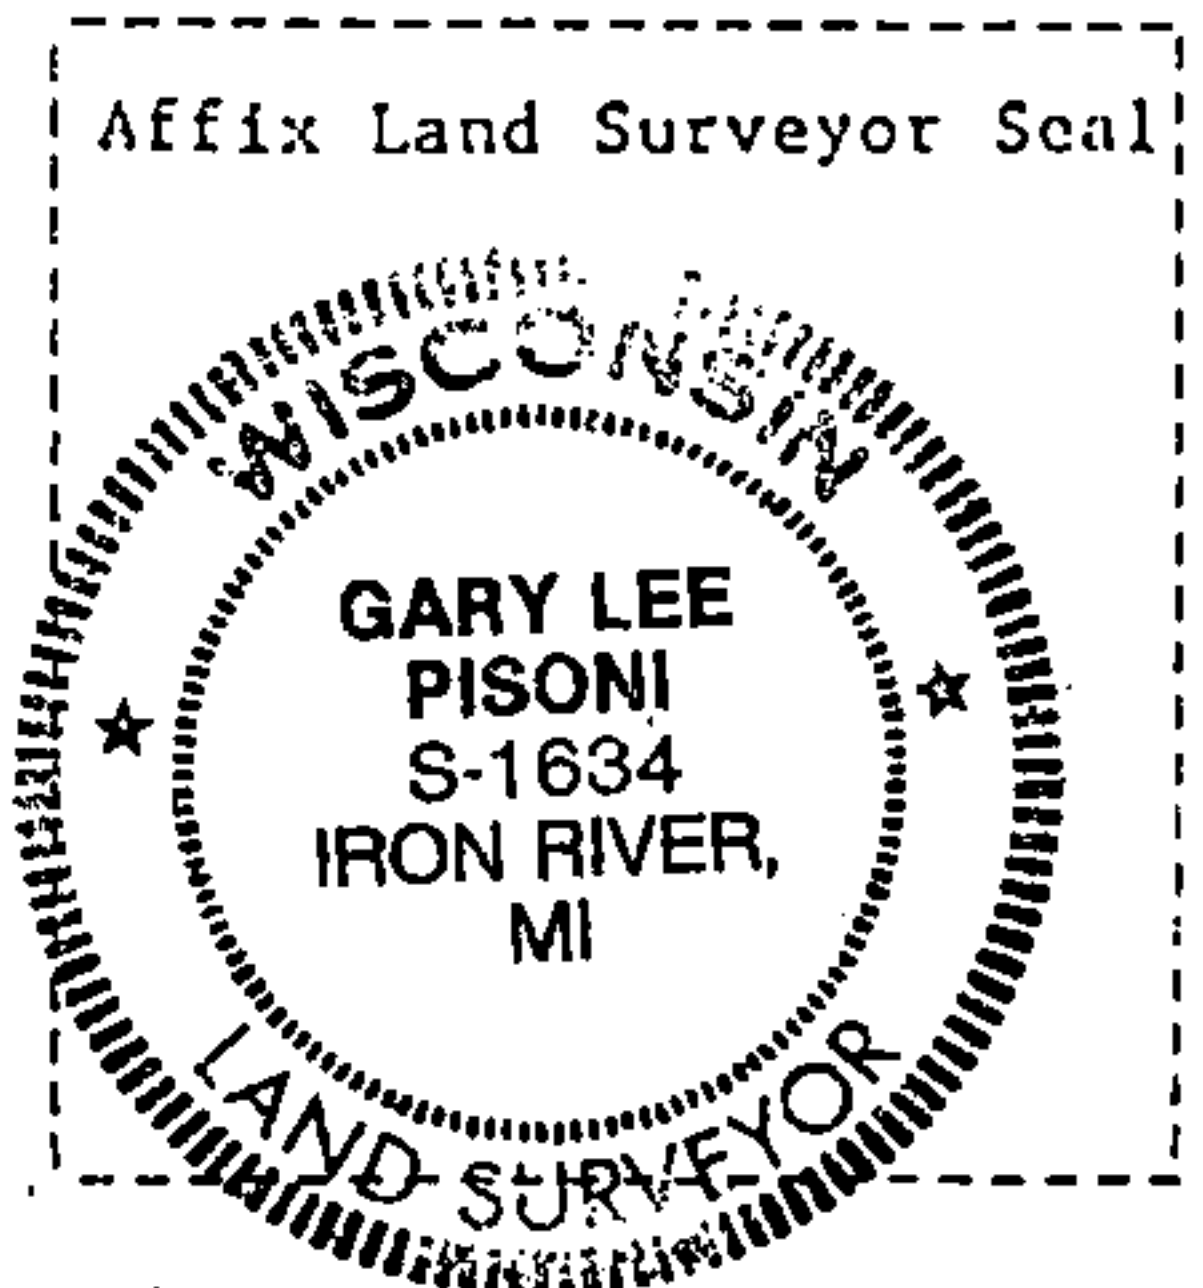 Affix Land Surveyor Seal
WISCONSIN
GARY LEE
PISONI
S-1634
IRON RIVER,
MI
LAND SURVEYOR